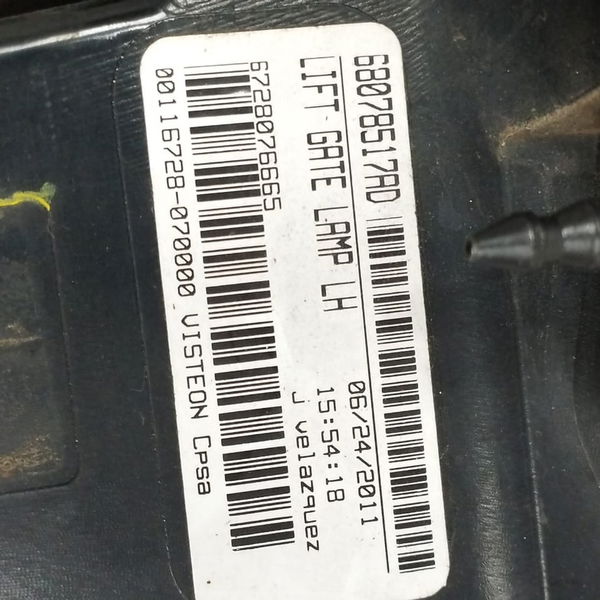 68078517AD
LIFT GATE LAMP LH
06/24/2011
15:54:18
J velazquez
6728076665
00116728-070000 VISTEON Cpsa